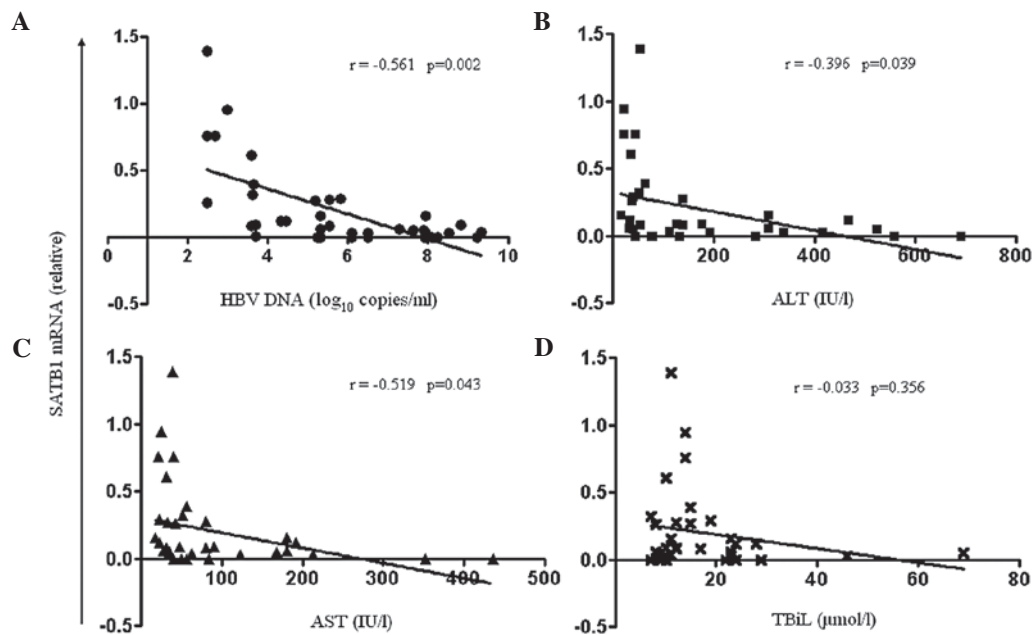 A
SATB1 mRNA (relative)
1.5
1.0
0.5
-0.5
0 2 4 6 8 10
r = -0.561 p=0.002
HBV DNA (log10 copies/ml)
B
1.5
1.0
0.5
0.0
-0.5
200 400 600 800
r = -0.396 p=0.039
ALT (IU/l)
C
1.5
1.0
0.5
0.0
-0.5
100 200 300 400 500
r = -0.519 p=0.043
AST (IU/l)
D
1.5
1.0
0.5
0.0
-0.5
20 40 60 80
r = -0.033 p=0.356
TBiL (μmol/l)